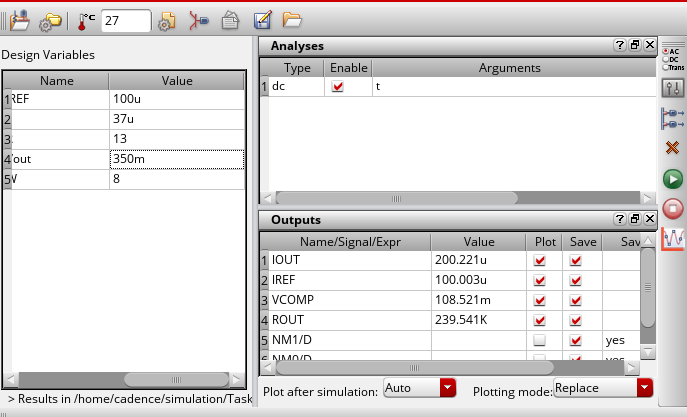 °C 27
Design Variables
Name Value
1 REF 100u
2 37u
3 13
4 'out 350m
5 8
> Results in /home/cadence/simulation/Task
Analyses
Type Enable Arguments
1 dc t
Outputs
Name/Signal/Expr Value Plot Save Sav
1 IOUT 200.221u
2 IREF 100.003u
3 VCOMP 108.521m
4 ROUT 239.541K
5 NM1/D yes
6 NM0/D yes
Plot after simulation: Auto Plotting mode: Replace
AC
DC
Trans